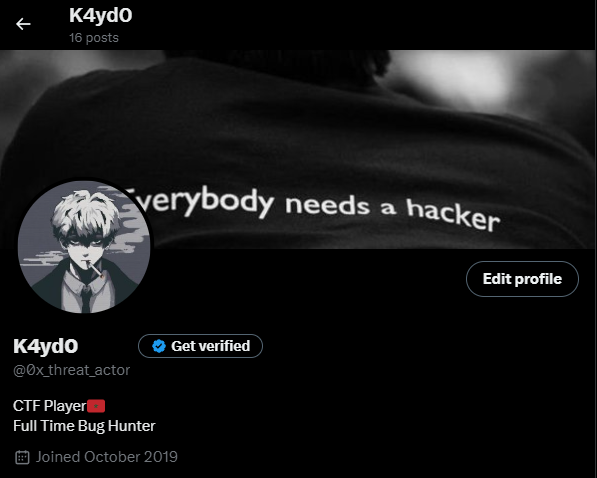 K4yd0
16 posts
Everybody needs a hacker
Edit profile
K4yd0
Get verified
@0x_threat_actor
CTF Player🇲🇦
Full Time Bug Hunter
Joined October 2019